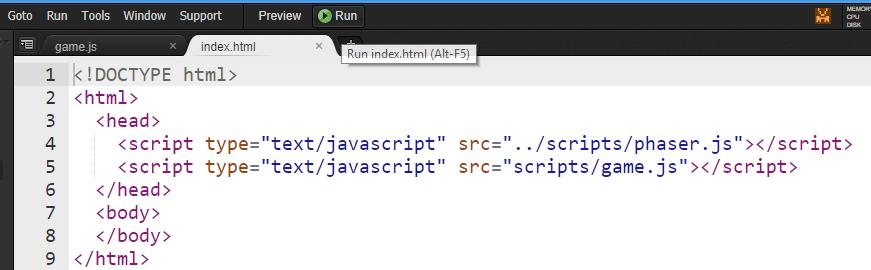 Goto Run Tools Window Support Preview Run MEMORY
CPU
DISK
game.js × index.html × +
Run index.html (Alt-F5)
1 <!DOCTYPE html>
2 <html>
3 <head>
4 <script type="text/javascript" src="../scripts/phaser.js"></script>
5 <script type="text/javascript" src="scripts/game.js"></script>
6 </head>
7 <body>
8 </body>
9 </html>